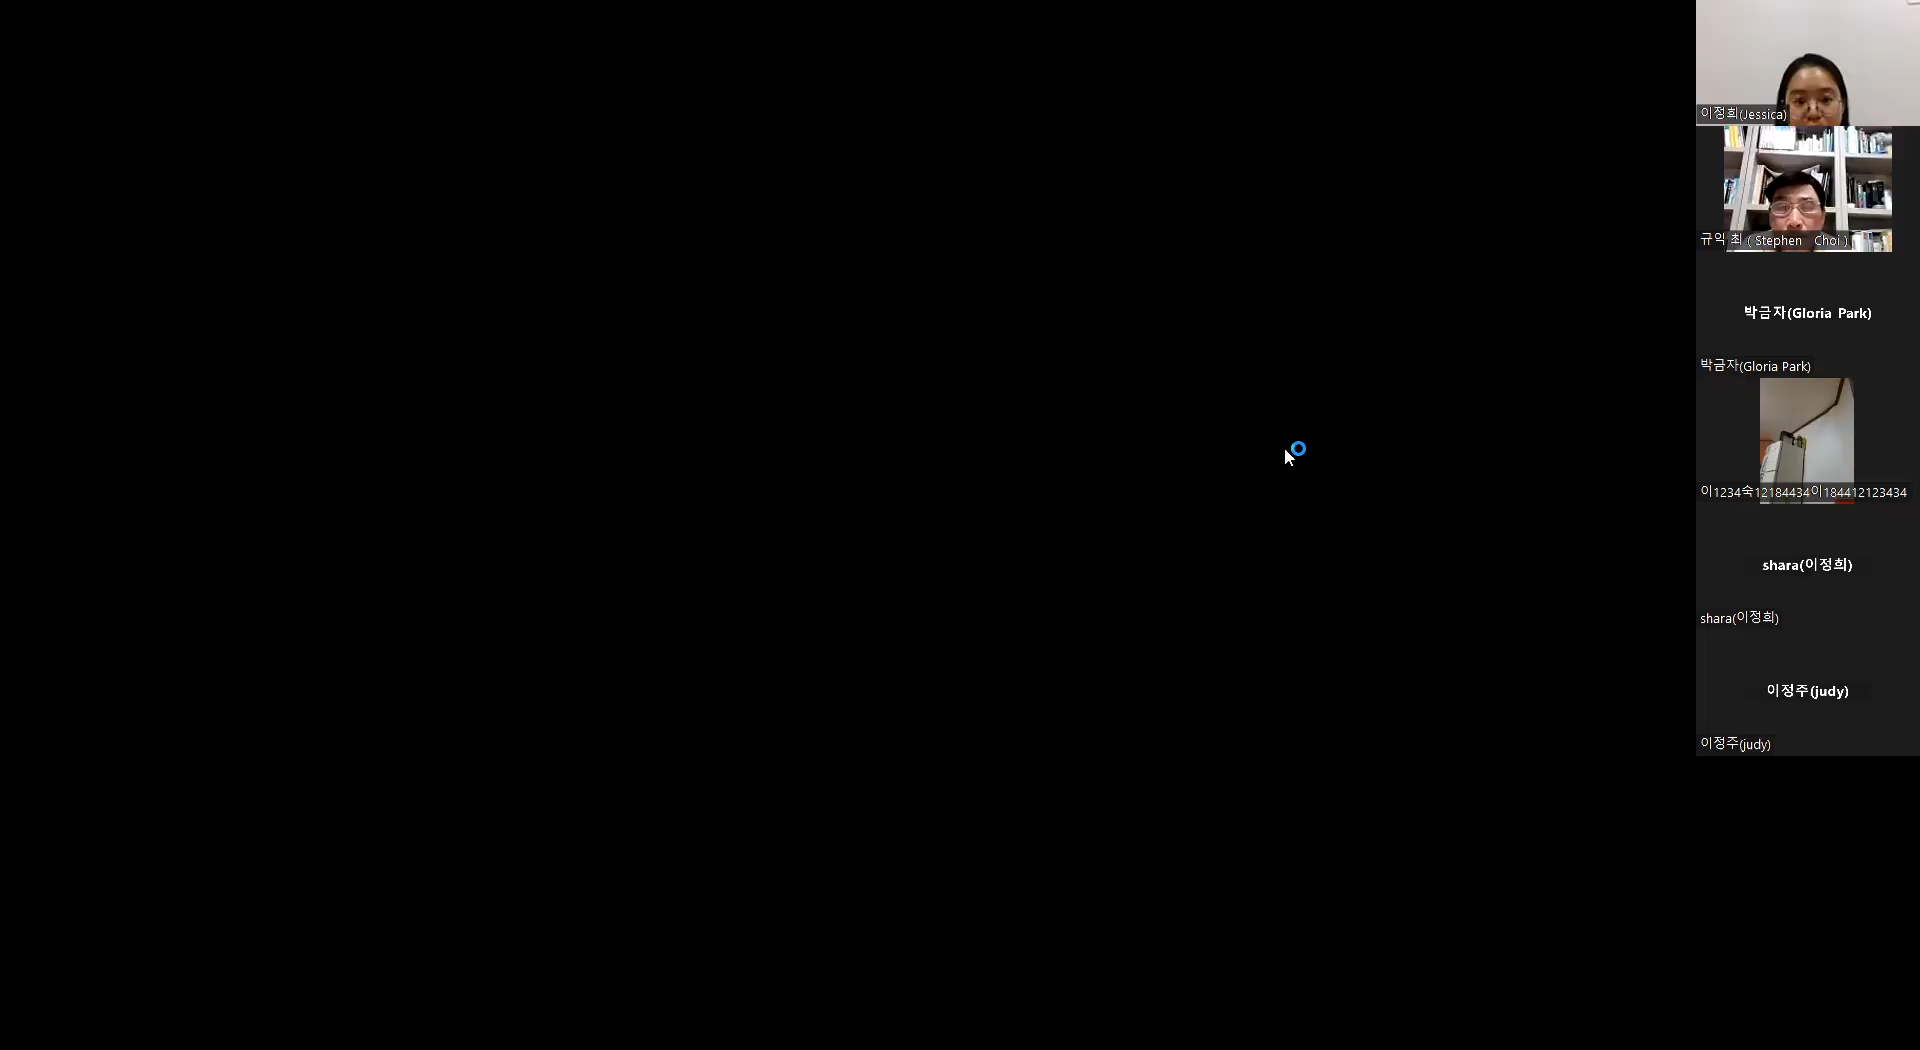 이정희(Jessica)
규익 최 ( Stephen Choi )
박금자(Gloria Park)
박금자(Gloria Park)
이1234숙12184434이184412123434
shara(이정희)
shara(이정희)
이정주(judy)
이정주(judy)